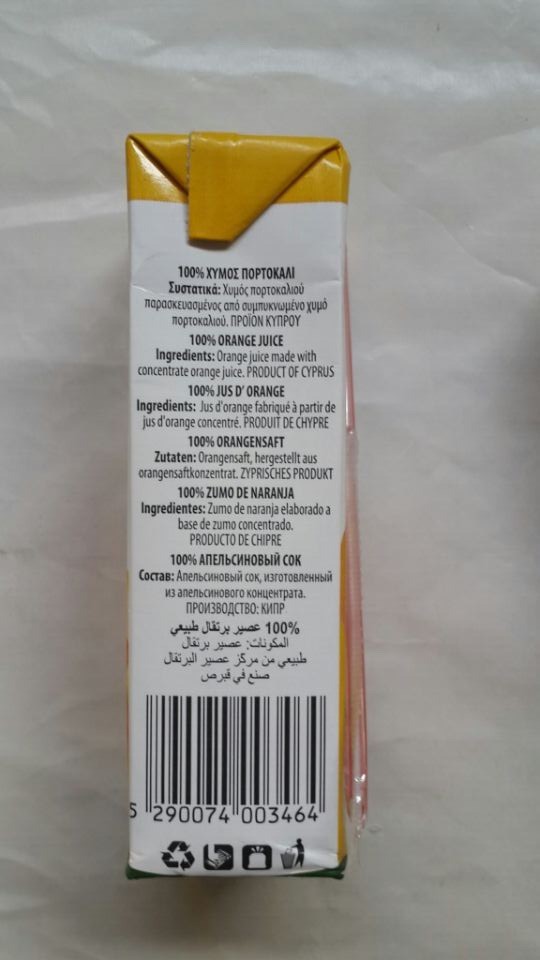 100% ΧΥΜΟΣ ΠΟΡΤΟΚΑΛΙ
Συστατικά: Χυμός πορτοκαλιού
παρασκευασμένος από συμπυκνωμένο χυμό
πορτοκαλιού. ΠΡΟΪΟΝ ΚΥΠΡΟΥ
100% ORANGE JUICE
Ingredients: Orange juice made with
concentrate orange juice. PRODUCT OF CYPRUS
100% JUS D' ORANGE
Ingredients: Jus d'orange fabriqué à partir de
jus d'orange concentré. PRODUIT DE CHYPRE
100% ORANGENSAFT
Zutaten: Orangensaft, hergestellt aus
orangensaftkonzentrat. ZYPRISCHES PRODUKT
100% ZUMO DE NARANJA
Ingredientes: Zumo de naranja elaborado a
base de zumo concentrado.
PRODUCTO DE CHIPRE
100% АПЕЛЬСИНОВЫЙ СОК
Состав: Апельсиновый сок, изготовленный
из апельсинового концентрата.
ПРОИЗВОДСТВО: КИПР
100% عصير برتقال طبيعي
المكونات: عصير برتقال
طبيعي من مركز عصير البرتقال
صنع في قبرص
5 290074 003464